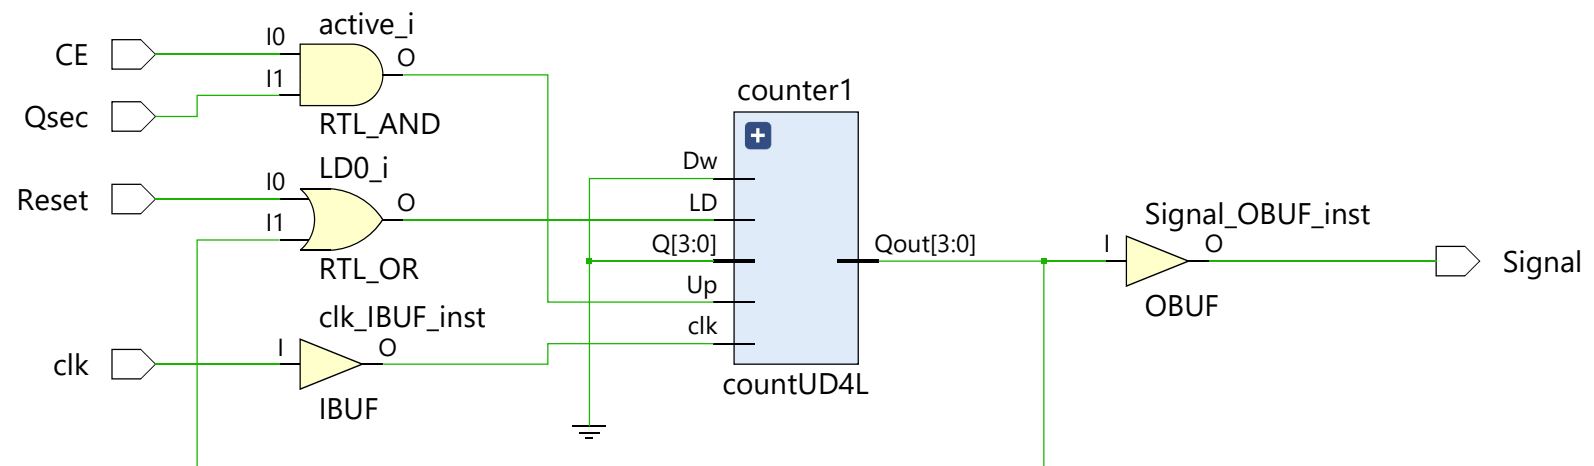 active_i
CE
I0
O
I1
Qsec
RTL_AND
counter1
LD0_i
Dw
I0
O
Reset
LD
I1
Signal_OBUF_inst
Q[3:0]
Qout[3:0]
I
O
Signal
RTL_OR
Up
OBUF
clk_IBUF_inst
clk
I
O
clk
countUD4L
IBUF